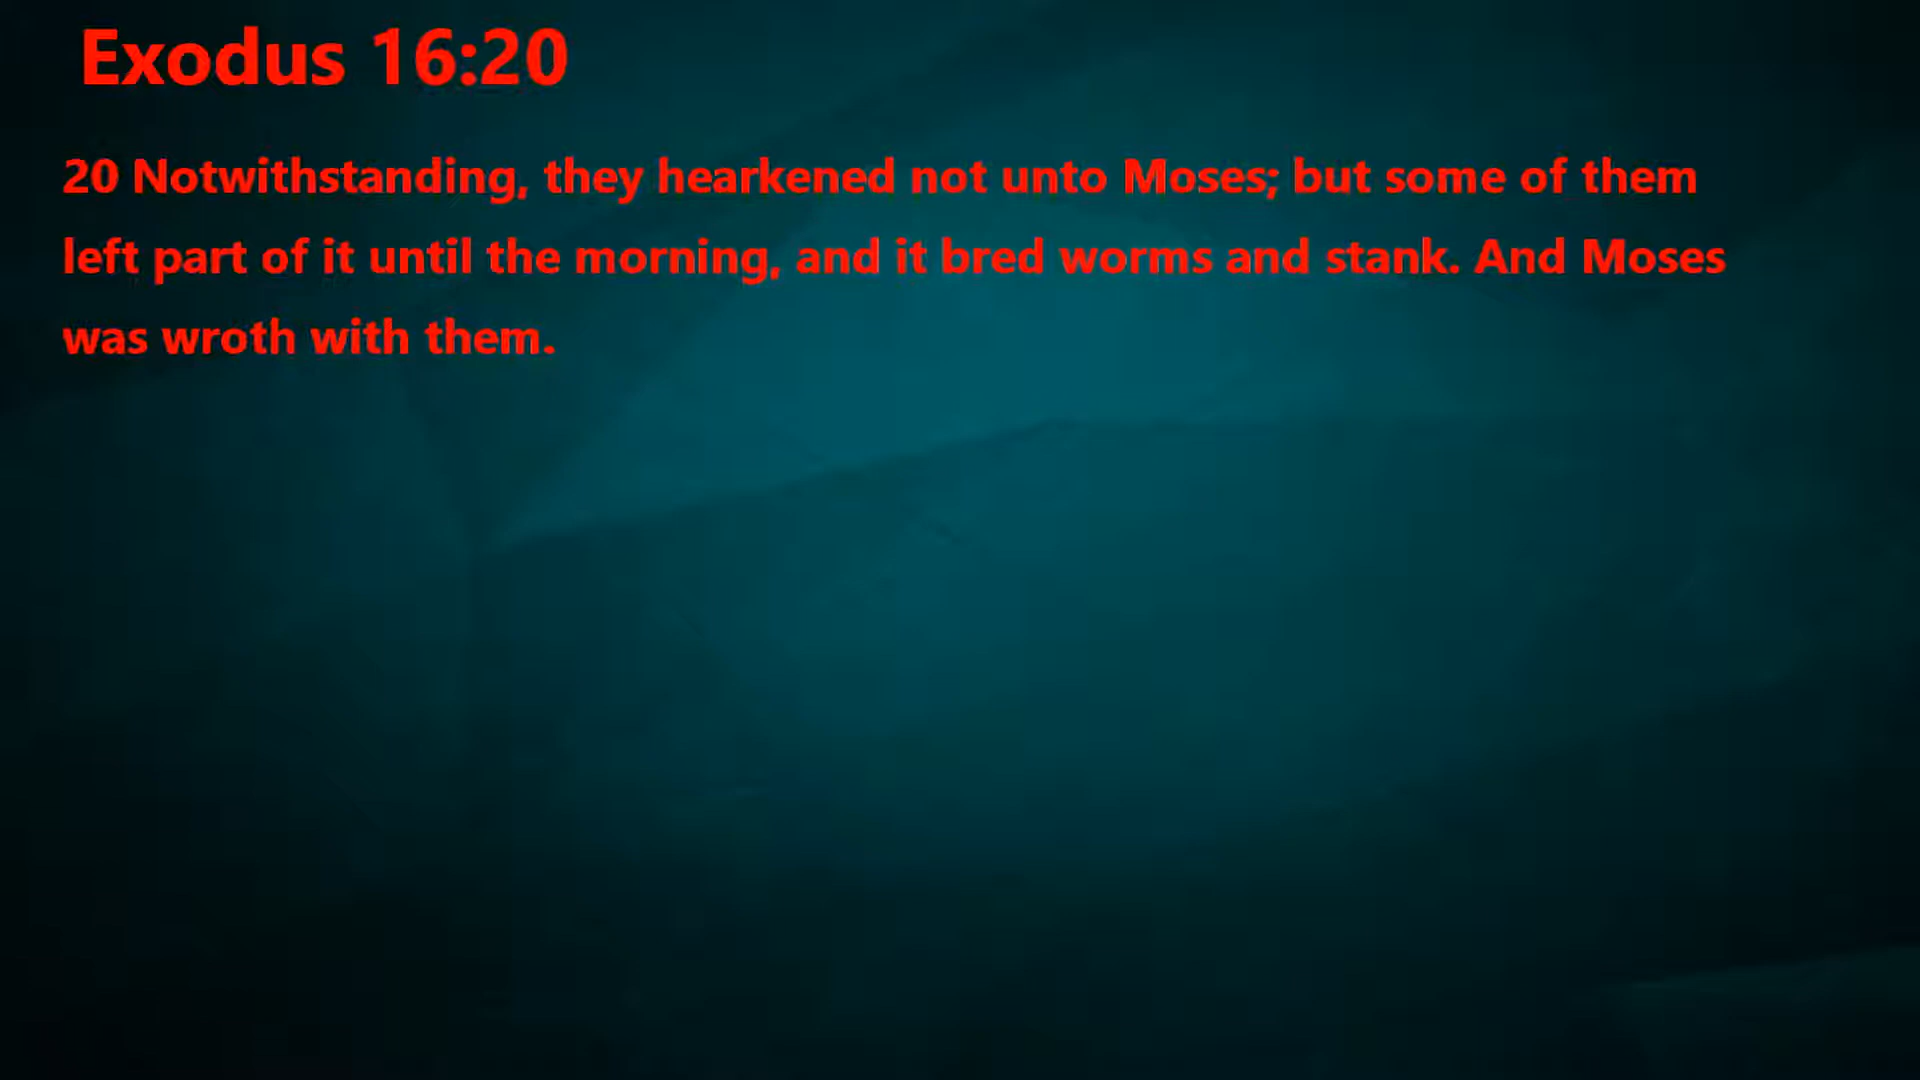 Exodus 16:20
20 Notwithstanding, they hearkened not unto Moses; but some of them
left part of it until the morning, and it bred worms and stank. And Moses
was wroth with them.